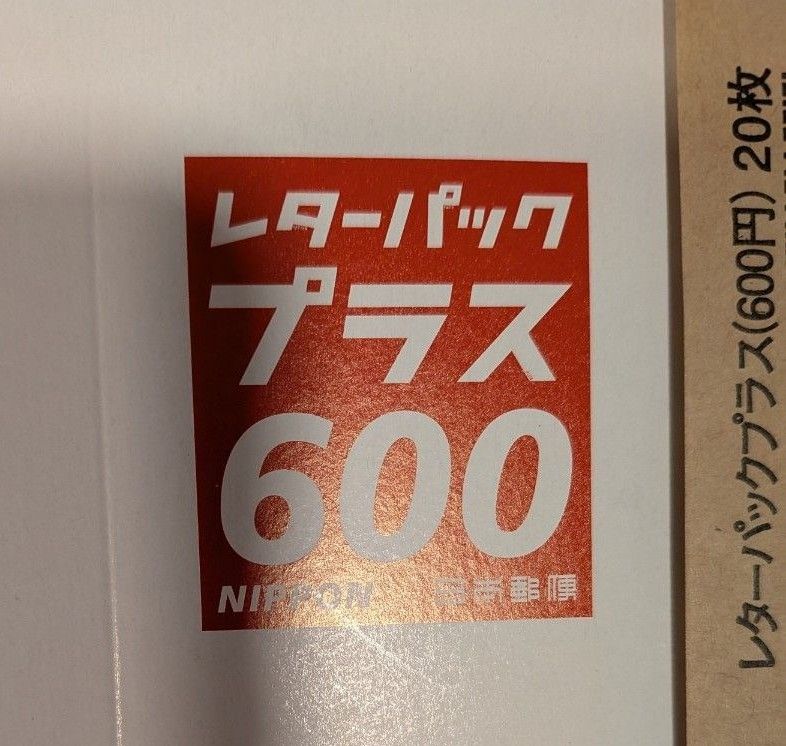 レターパック
プラス
600
NIPPON 日本郵便
レターパックプラス(600円) 20枚